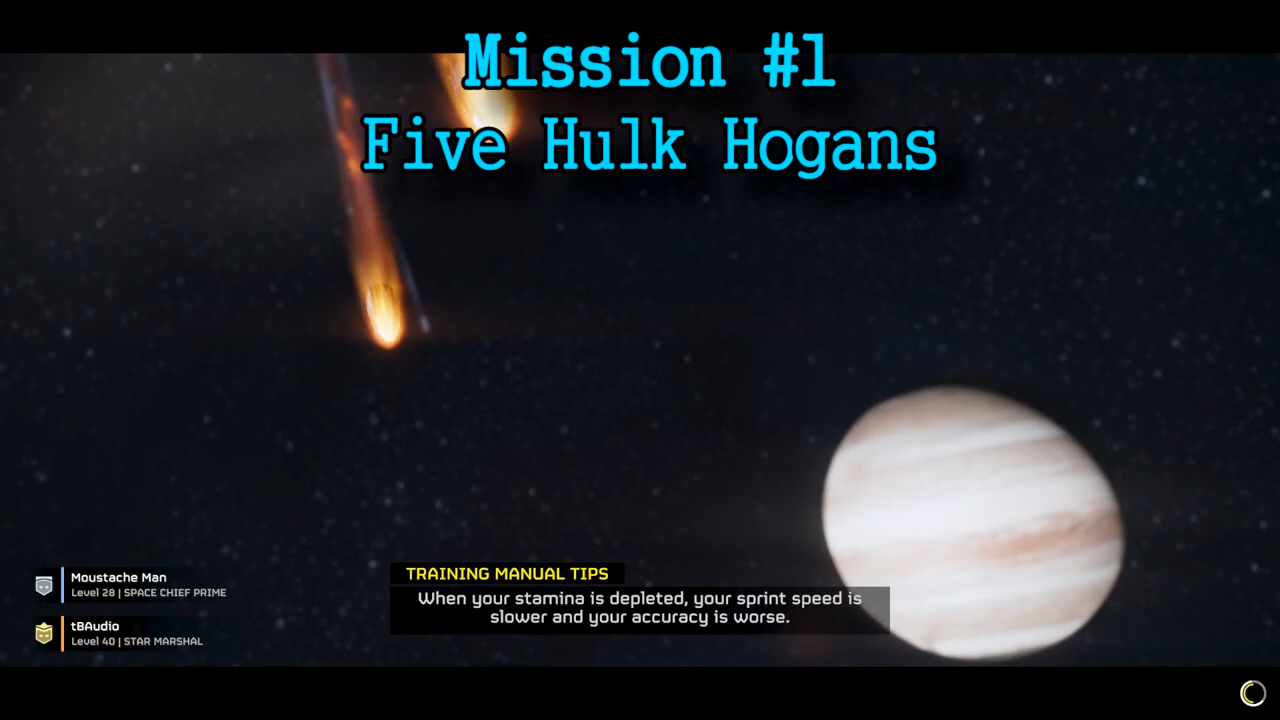 Mission #1
Five Hulk Hogans
Moustache Man
Level 28 | SPACE CHIEF PRIME
tBAudio
Level 40 | STAR MARSHAL
TRAINING MANUAL TIPS
When your stamina is depleted, your sprint speed is
slower and your accuracy is worse.